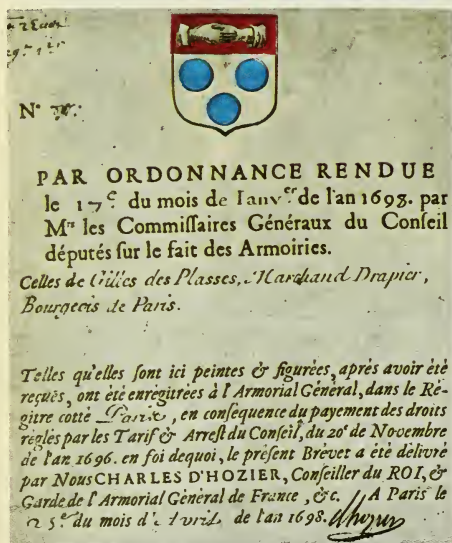 N°
PAR ORDONNANCE RENDUE
le 17e du mois de Janver de l'an 1698. par
Mrs les Commiſſaires Généraux du Conſeil
députés ſur le fait des Armoiries.
Celles de Gilles des Plasses, Marchand Drapier,
Bourgeois de Paris.
Telles qu'elles ſont ici peintes & figurées, après avoir été
reçues, ont été enrégitrées à l'Armorial Général, dans le Ré-
gitre cotté Paris, en conſequence du payement des droits
réglés par les Tarif & Arreſt du Conſeil, du 20e de Novembre
de l'an 1696. en foi dequoi, le préſent Brevet a été délivré
par Nous CHARLES D'HOZIER, Conſeiller du ROI, &
Garde de l'Armorial Général de France, &c. A Paris le
25e du mois d'Avril de l'an 1698. d'hozier